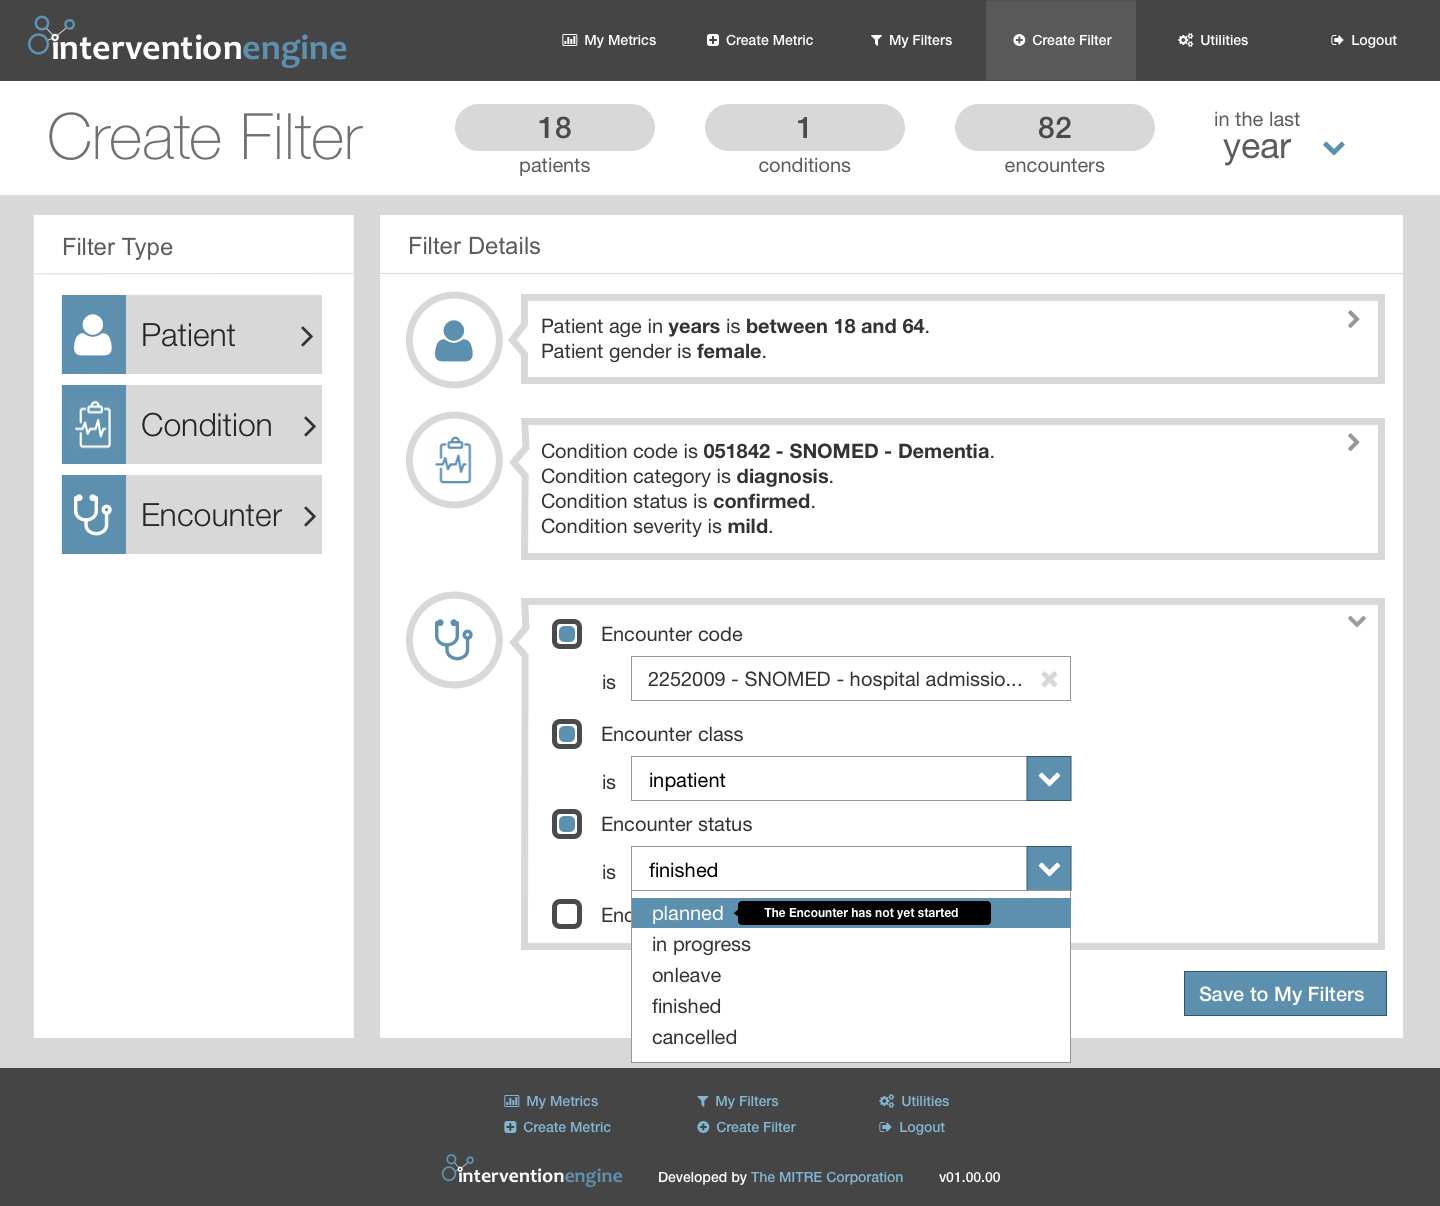 interventionengine
My Metrics
Create Metric
My Filters
Create Filter
Utilities
Logout
Create Filter
18
patients
1
conditions
82
encounters
in the last
year
Filter Type
Patient
Condition
Encounter
Filter Details
Patient age in years is between 18 and 64.
Patient gender is female.
Condition code is 051842 - SNOMED - Dementia.
Condition category is diagnosis.
Condition status is confirmed.
Condition severity is mild.
Encounter code
is 2252009 - SNOMED - hospital admissio...
Encounter class
is inpatient
Encounter status
is finished
Enc
planned The Encounter has not yet started
in progress
onleave
finished
cancelled
Save to My Filters
My Metrics
My Filters
Utilities
Create Metric
Create Filter
Logout
interventionengine Developed by The MITRE Corporation v01.00.00